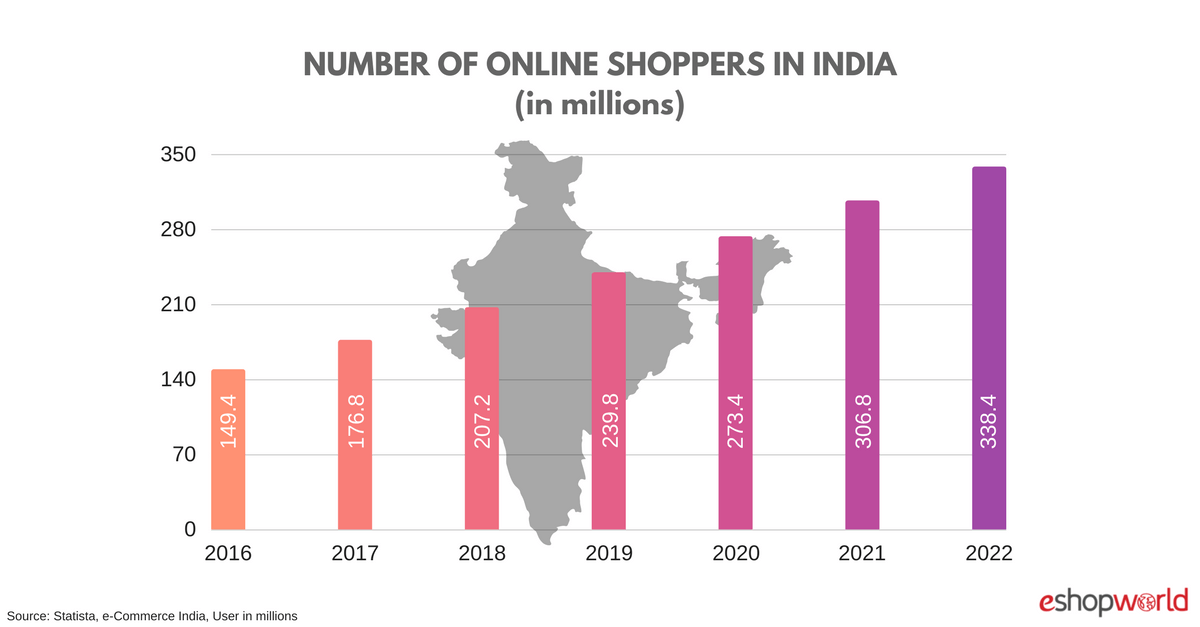 NUMBER OF ONLINE SHOPPERS IN INDIA
(in millions)
350
280
210
140
70
0
149.4
176.8
207.2
239.8
273.4
306.8
338.4
2016 2017 2018 2019 2020 2021 2022
Source: Statista, e-Commerce India, User in millions
eshopworld